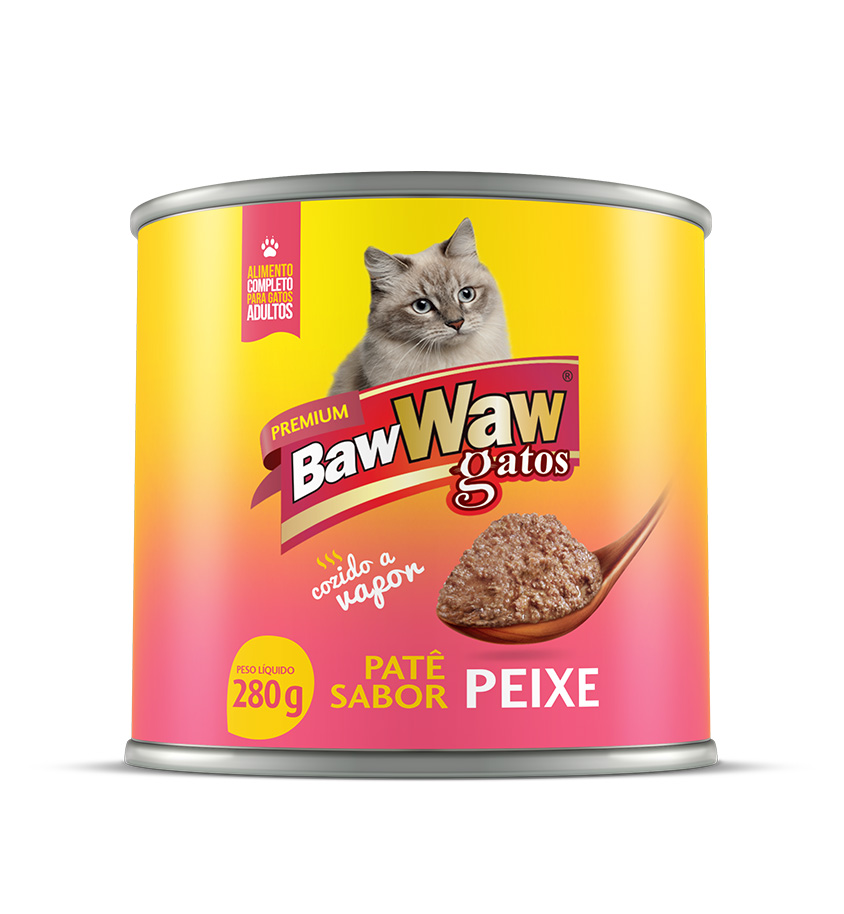 ALIMENTO
COMPLETO
PARA GATOS
ADULTOS
PREMIUM
BawWaw®
gatos
cozido a
vapor
PESO LÍQUIDO
280g
PATÊ
SABOR PEIXE